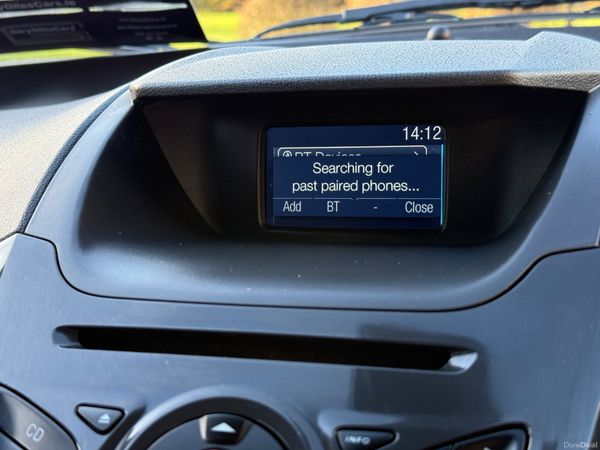 14:12
BT Devices
Searching for
past paired phones...
Add BT - Close
CD
INFO
DoneDeal